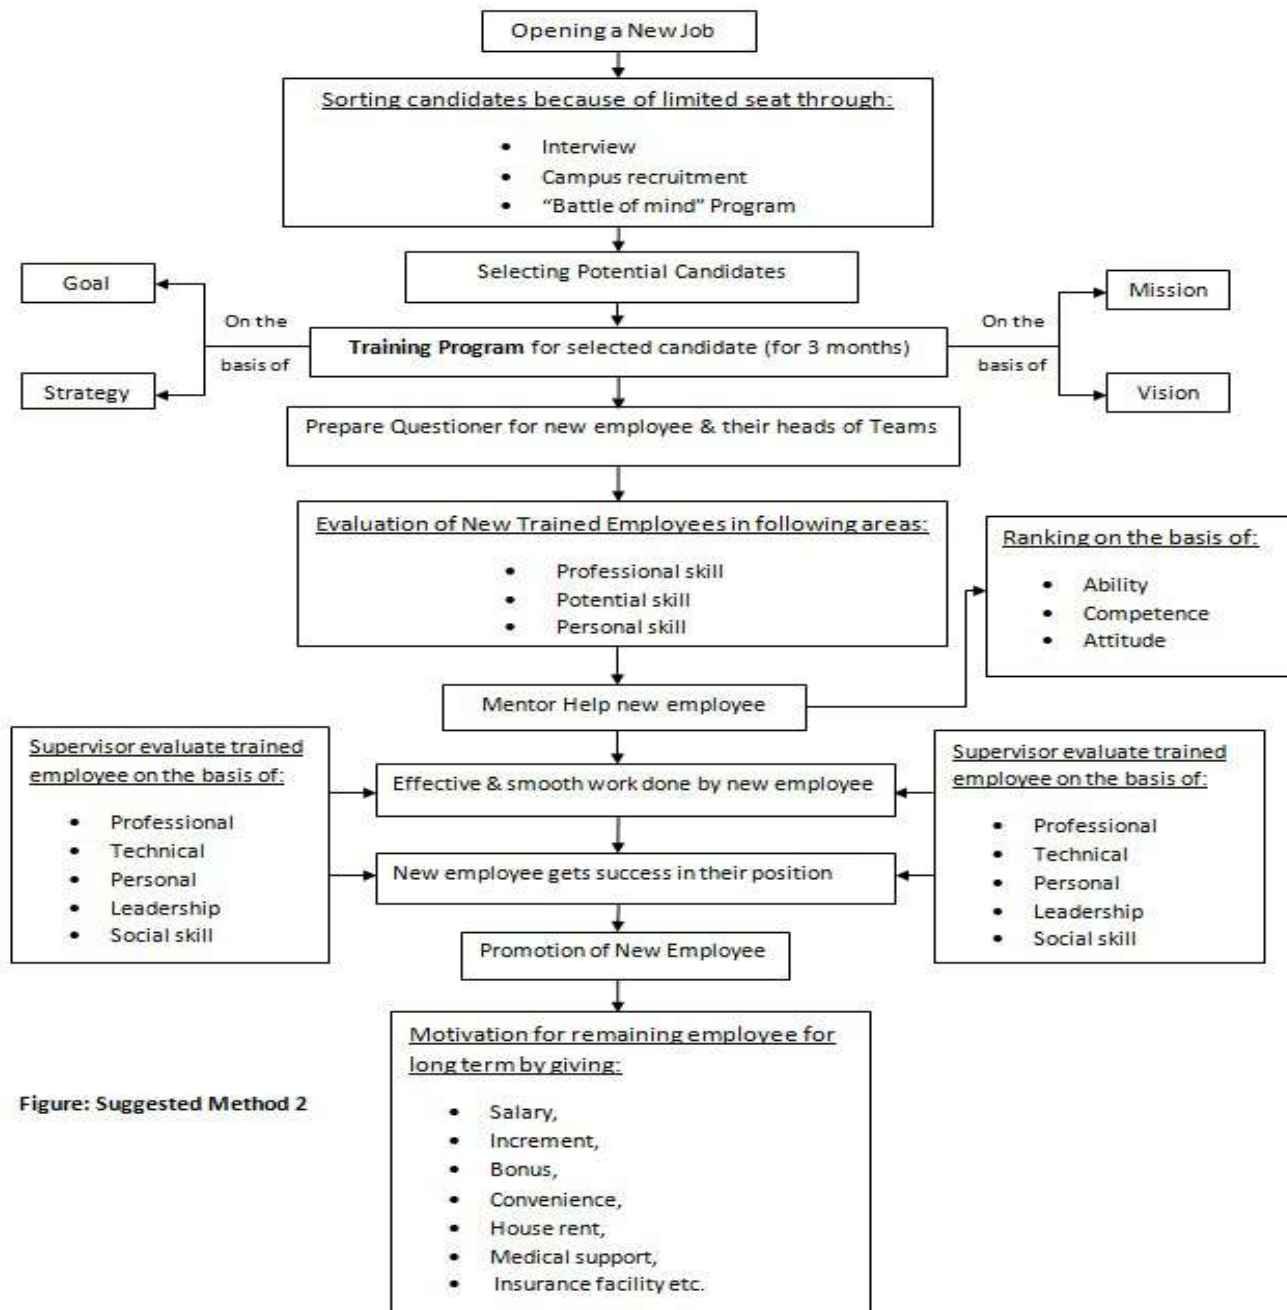 Opening a New Job
Sorting candidates because of limited seat through:
• Interview
• Campus recruitment
• “Battle of mind” Program
Selecting Potential Candidates
Goal
Strategy
On the
basis of
Training Program for selected candidate (for 3 months)
On the
basis of
Mission
Vision
Prepare Questioner for new employee & their heads of Teams
Evaluation of New Trained Employees in following areas:
• Professional skill
• Potential skill
• Personal skill
Ranking on the basis of:
• Ability
• Competence
• Attitude
Mentor Help new employee
Supervisor evaluate trained
employee on the basis of:
• Professional
• Technical
• Personal
• Leadership
• Social skill
Effective & smooth work done by new employee
New employee gets success in their position
Supervisor evaluate trained
employee on the basis of:
• Professional
• Technical
• Personal
• Leadership
• Social skill
Promotion of New Employee
Motivation for remaining employee for
long term by giving:
• Salary,
• Increment,
• Bonus,
• Convenience,
• House rent,
• Medical support,
• Insurance facility etc.
Figure: Suggested Method 2